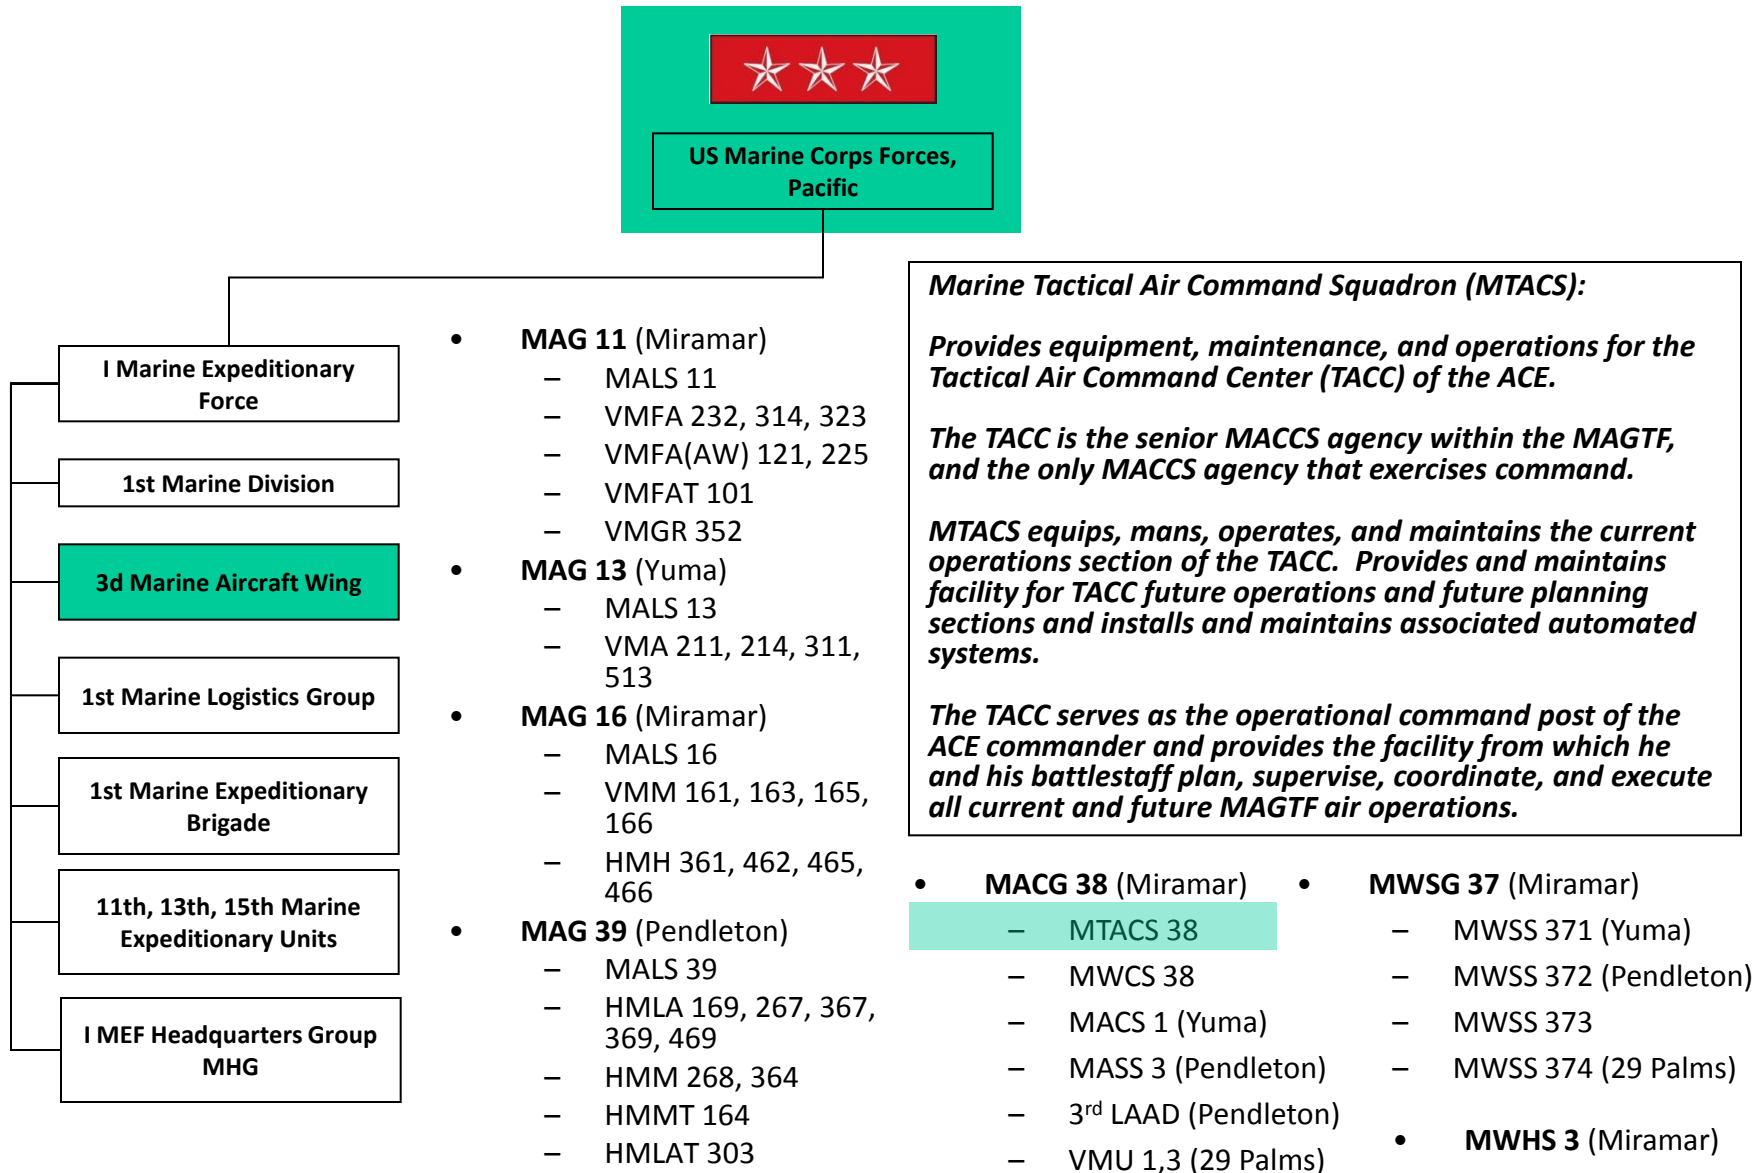 US Marine Corps Forces,
Pacific
I Marine Expeditionary
Force
1st Marine Division
3d Marine Aircraft Wing
1st Marine Logistics Group
1st Marine Expeditionary
Brigade
11th, 13th, 15th Marine
Expeditionary Units
I MEF Headquarters Group
MHG
• MAG 11 (Miramar)
– MALS 11
– VMFA 232, 314, 323
– VMFA(AW) 121, 225
– VMFAT 101
– VMGR 352
• MAG 13 (Yuma)
– MALS 13
– VMA 211, 214, 311,
513
• MAG 16 (Miramar)
– MALS 16
– VMM 161, 163, 165,
166
– HMH 361, 462, 465,
466
• MAG 39 (Pendleton)
– MALS 39
– HMLA 169, 267, 367,
369, 469
– HMM 268, 364
– HMMT 164
– HMLAT 303
Marine Tactical Air Command Squadron (MTACS):
Provides equipment, maintenance, and operations for the
Tactical Air Command Center (TACC) of the ACE.
The TACC is the senior MACCS agency within the MAGTF,
and the only MACCS agency that exercises command.
MTACS equips, mans, operates, and maintains the current
operations section of the TACC.  Provides and maintains
facility for TACC future operations and future planning
sections and installs and maintains associated automated
systems.
The TACC serves as the operational command post of the
ACE commander and provides the facility from which he
and his battlestaff plan, supervise, coordinate, and execute
all current and future MAGTF air operations.
• MACG 38 (Miramar)
– MTACS 38
– MWCS 38
– MACS 1 (Yuma)
– MASS 3 (Pendleton)
– 3rd LAAD (Pendleton)
– VMU 1,3 (29 Palms)
• MWSG 37 (Miramar)
– MWSS 371 (Yuma)
– MWSS 372 (Pendleton)
– MWSS 373
– MWSS 374 (29 Palms)
• MWHS 3 (Miramar)